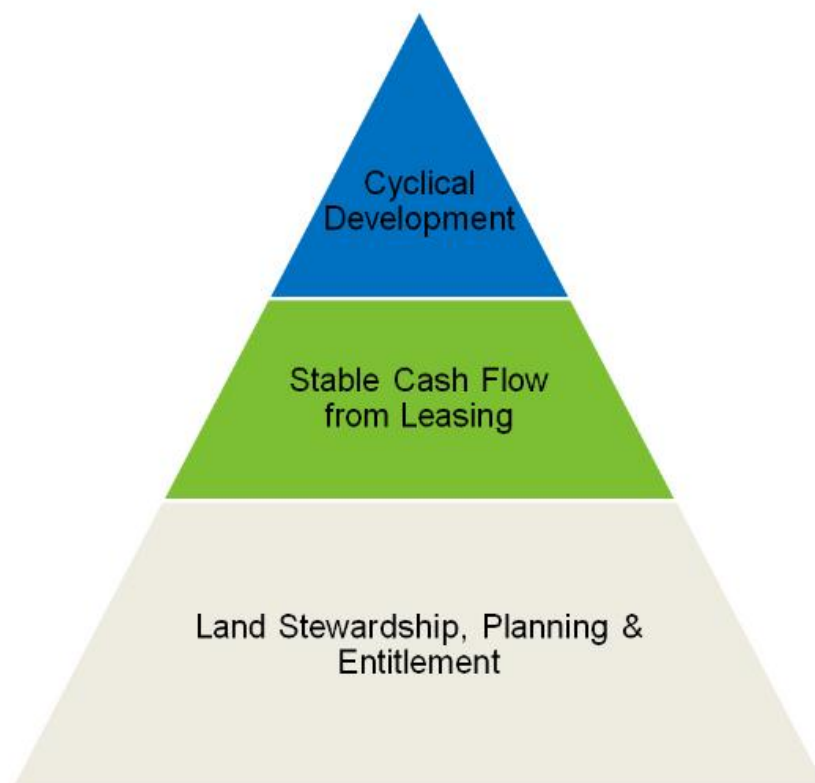 Cyclical
Development
Stable Cash Flow
from Leasing
Land Stewardship, Planning &
Entitlement